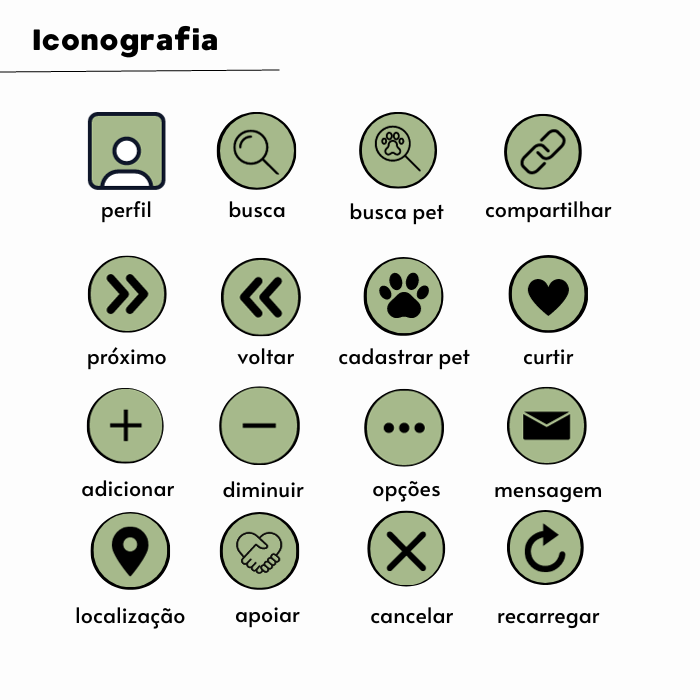 Iconografia
perfil
busca
busca pet
compartilhar
próximo
voltar
cadastrar pet
curtir
adicionar
diminuir
opções
mensagem
localização
apoiar
cancelar
recarregar